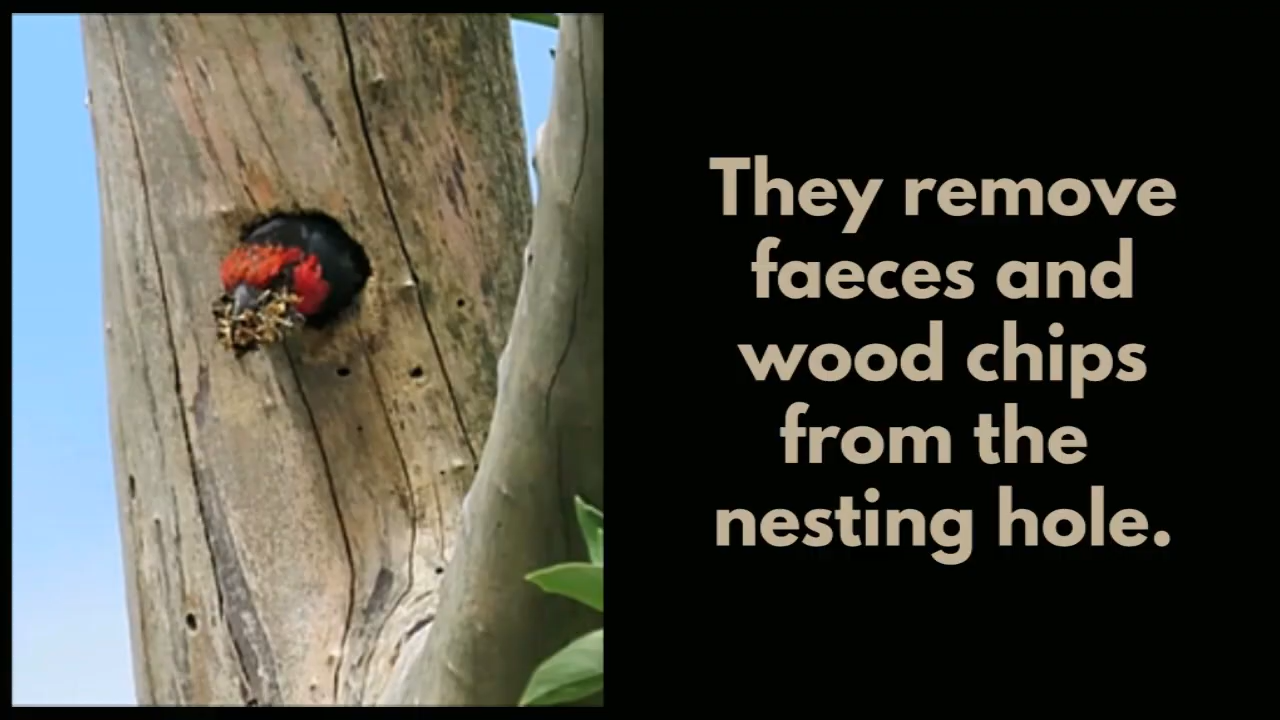 They remove
faeces and
wood chips
from the
nesting hole.